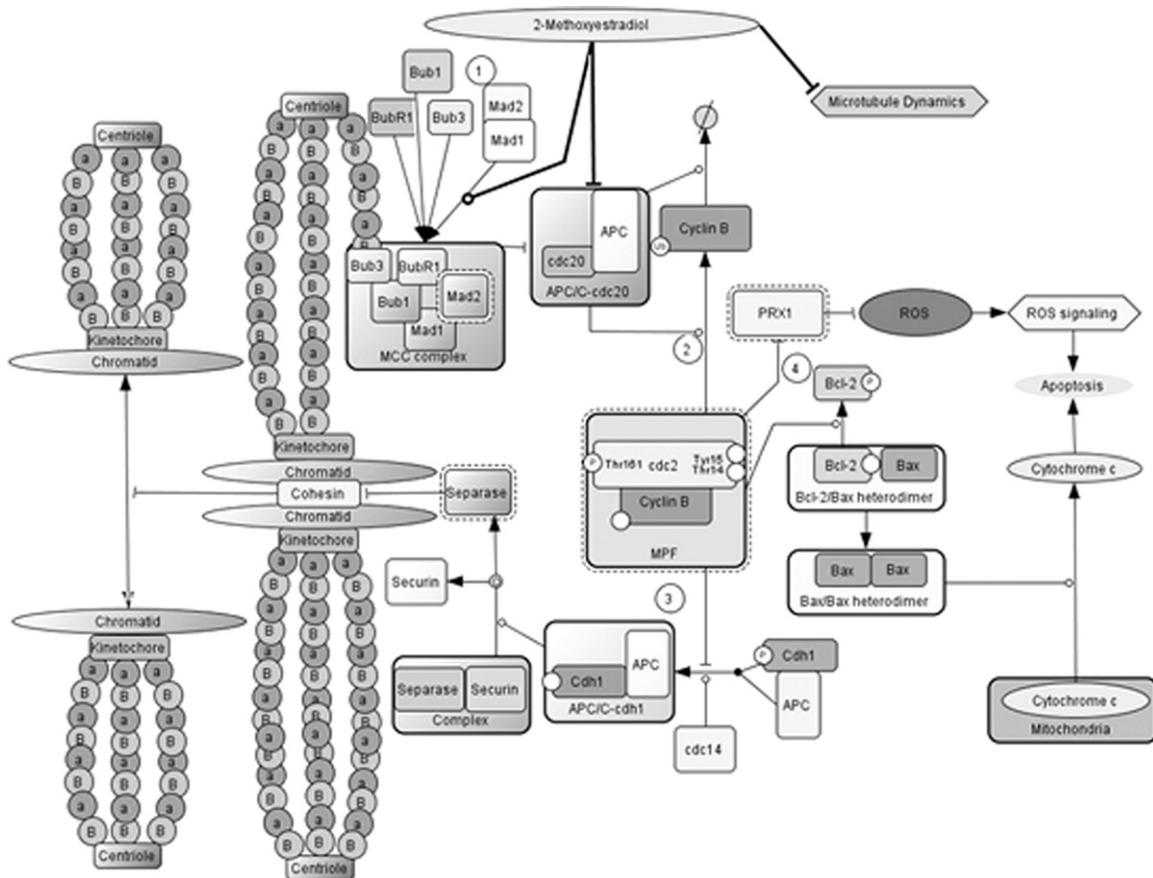 2-Methoxyestradiol
Bub1
1
Mad2
Mad1
BubR1
Bub3
Microtubule Dynamics
Centriole
Centriole
a a a
B B B
APC
cdc20
APC/C-cdc20
Ub
Cyclin B
Bub3
BubR1
Bub1
Mad2
Mad1
MCC complex
PRX1
ROS
ROS signaling
Apoptosis
2
4
Bcl-2
P
Kinetochore
Chromatid
Kinetochore
Chromatid
Cohesin
Chromatid
Kinetochore
Separase
P
Thr161
cdc2
Tyr15
Thr14
Cyclin B
MPF
Bcl-2
Bax
Bcl-2/Bax heterodimer
Cytochrome c
Bax
Bax
Bax/Bax heterodimer
Securin
3
Chromatid
Kinetochore
Separase
Securin
Complex
Cdh1
APC
APC/C-cdh1
P
Cdh1
APC
cdc14
Cytochrome c
Mitochondria
Centriole
Centriole